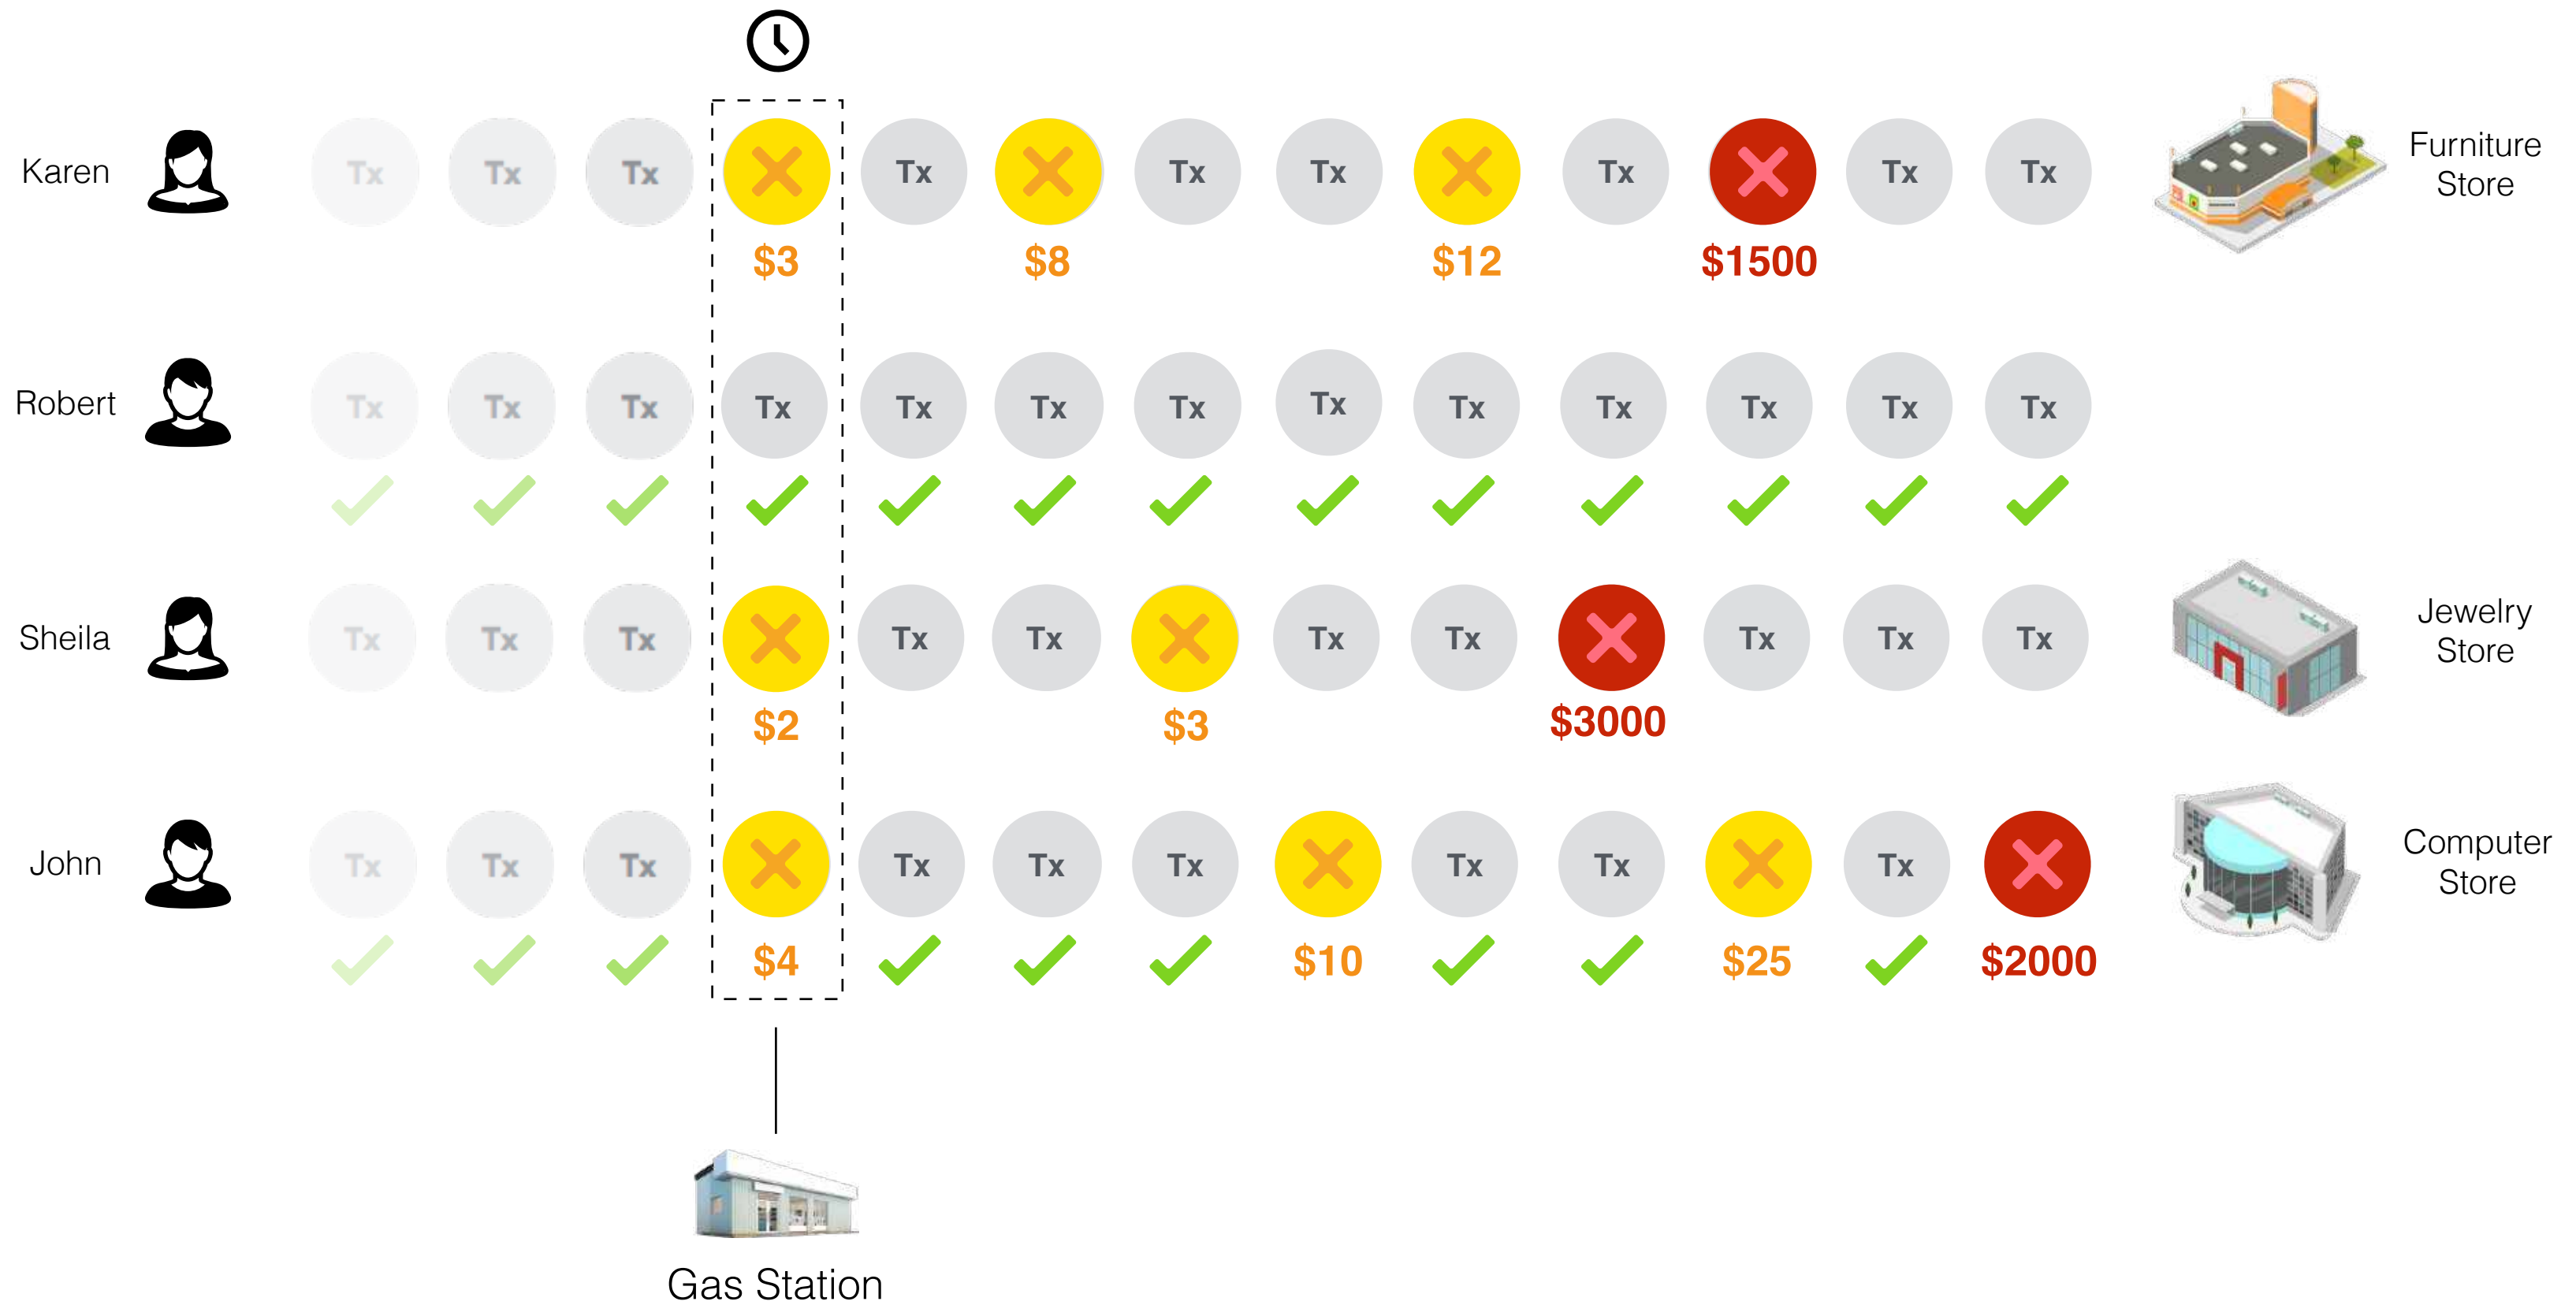 Karen
Tx Tx Tx Tx Tx Tx Tx Tx Tx
Furniture
Store
$3 $8 $12 $1500
Robert
Tx Tx Tx Tx Tx Tx Tx Tx Tx Tx Tx Tx Tx
Sheila
Tx Tx Tx Tx Tx Tx Tx Tx Tx Tx
Jewelry
Store
$2 $3 $3000
John
Tx Tx Tx Tx Tx Tx Tx Tx Tx
Computer
Store
$4 $10 $25 $2000
Gas Station